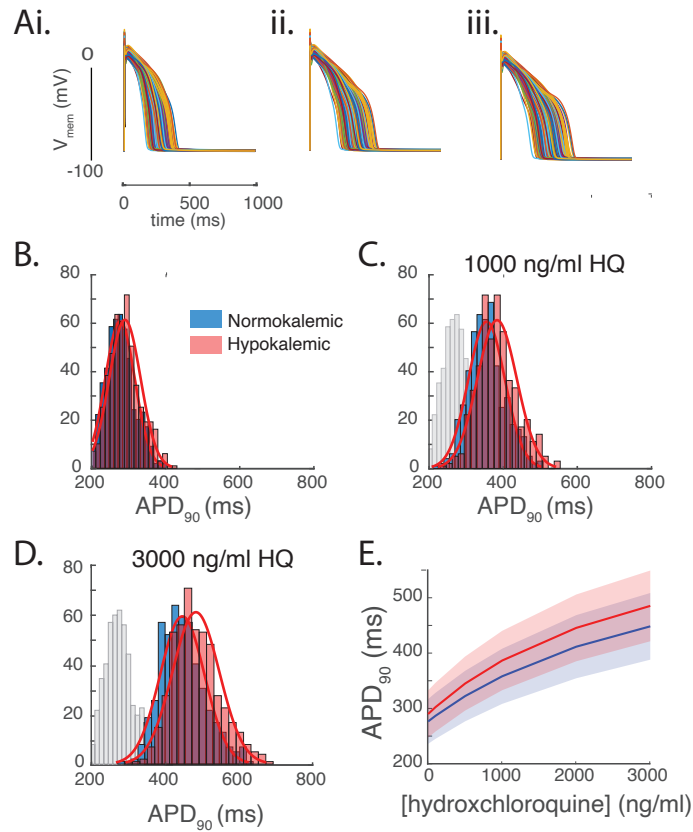 Ai.
ii.
iii.
0
V mem (mV)
-100
0 500 1000
time (ms)
B.
80
60
40
20
0
200 400 600 800
APD90 (ms)
Normokalemic
Hypokalemic
C.
1000 ng/ml HQ
80
60
40
20
0
200 400 600 800
APD90 (ms)
D.
3000 ng/ml HQ
80
60
40
20
0
200 400 600 800
APD90 (ms)
E.
500
400
300
200
APD90 (ms)
0 1000 2000 3000
[hydroxchloroquine] (ng/ml)